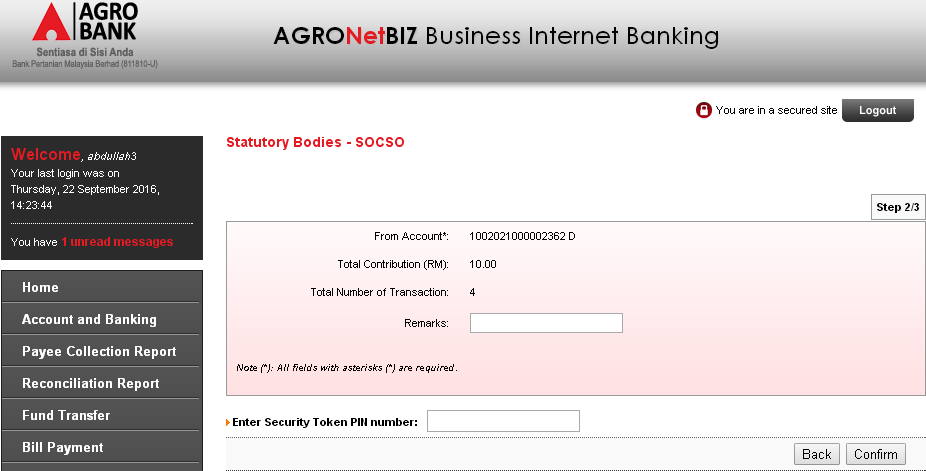 AGRO
BANK
Sentiasa di Sisi Anda
Bank Pertanian Malaysia Berhad (811810-U)
AGRONetBIZ Business Internet Banking
You are in a secured site
Logout
Welcome, abdullah3
Your last login was on
Thursday, 22 September 2016,
14:23:44
You have 1 unread messages
Home
Account and Banking
Payee Collection Report
Reconciliation Report
Fund Transfer
Bill Payment
Statutory Bodies - SOCSO
Step 2/3
From Account*: 1002021000002362 D
Total Contribution (RM): 10.00
Total Number of Transaction: 4
Remarks:
Note (*): All fields with asterisks (*) are required.
Enter Security Token PIN number:
Back Confirm